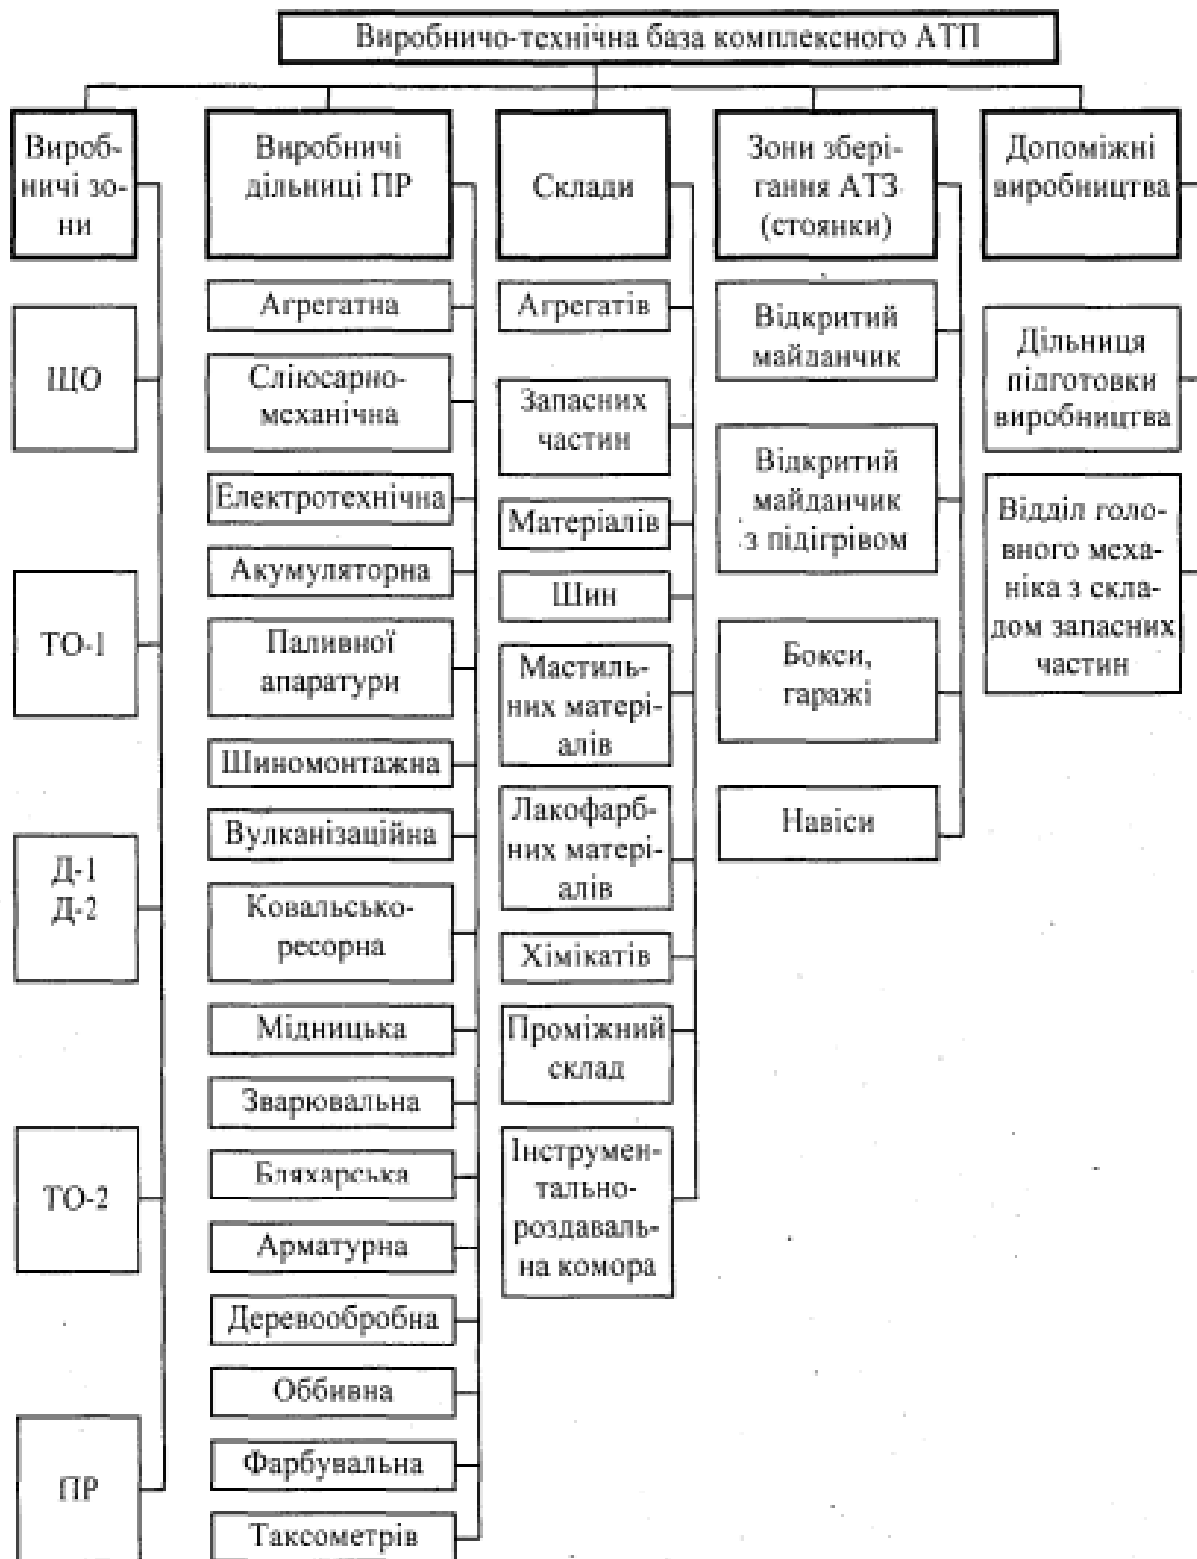 Виробничо-технічна база комплексного АТП
Вироб-
ничі зо-
ни
ЩО
ТО-1
Д-1
Д-2
ТО-2
ПР
Виробничі
дільниці ПР
Агрегатна
Слюсарно-
механічна
Електротехнічна
Акумуляторна
Паливної
апаратури
Шиномонтажна
Вулканізаційна
Ковальсько-
ресорна
Мідницька
Зварювальна
Бляхарська
Арматурна
Деревообробна
Оббивна
Фарбувальна
Таксометрів
Склади
Агрегатів
Запасних
частин
Матеріалів
Шин
Мастиль-
них матері-
алів
Лакофарб-
них матері-
алів
Хімікатів
Проміжний
склад
Інструмен-
тально-
роздаваль-
на комора
Зони збері-
гання АТЗ
(стоянки)
Відкритий
майданчик
Відкритий
майданчик
з підігрівом
Бокси,
гаражі
Навіси
Допоміжні
виробництва
Дільниця
підготовки
виробництва
Відділ голо-
вного меха-
ніка з скла-
дом запасних
частин